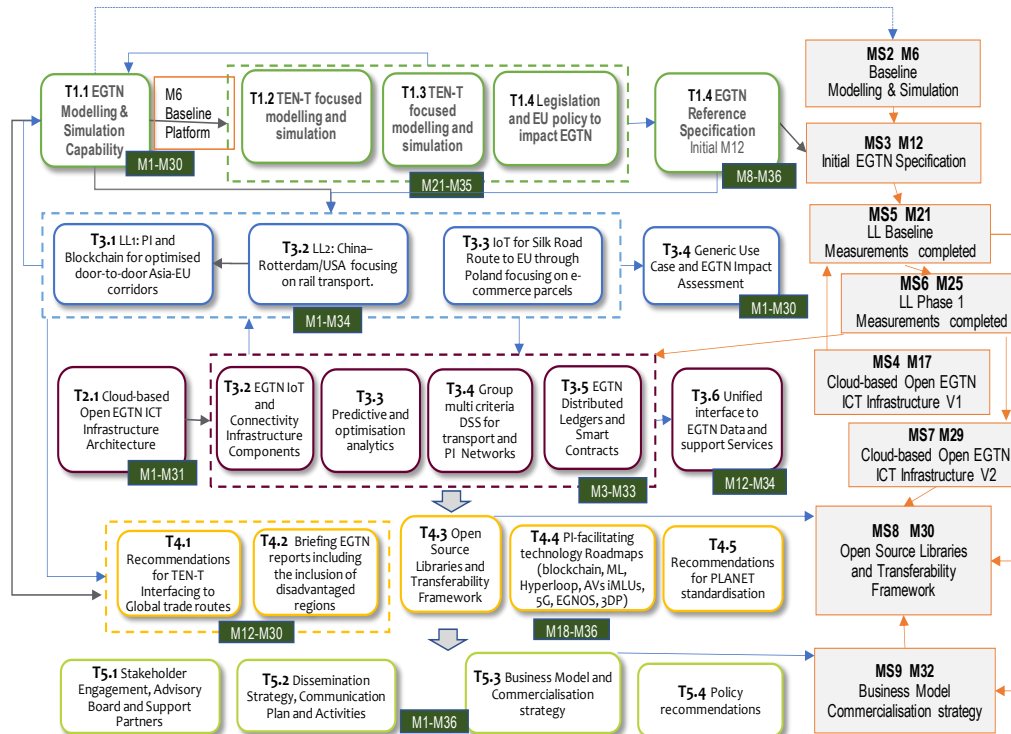 T1.1 EGTN
Modelling &
Simulation
Capability
M1-M30
M6
Baseline
Platform
T1.2 TEN-T
focused
modelling and
simulation
T1.3 TEN-T
focused
modelling and
simulation
T1.4 Legislation
and EU policy to
impact EGTN
M21-M35
T1.4 EGTN
Reference
Specification
Initial M12
M8-M36
MS2 M6
Baseline
Modelling & Simulation
MS3 M12
Initial EGTN Specification
MS5 M21
LL Baseline
Measurements completed
MS6 M25
LL Phase 1
Measurements completed
MS4 M17
Cloud-based Open EGTN
ICT Infrastructure V1
MS7 M29
Cloud-based Open EGTN
ICT Infrastructure V2
MS8 M30
Open Source Libraries
and Transferability
Framework
MS9 M32
Business Model
Commercialisation strategy
T3.1 LL1: PI and
Blockchain for optimised
door-to-door Asia-EU
corridors
T3.2 LL2: China–
Rotterdam/USA focusing
on rail transport.
T3.3 IoT for Silk Road
Route to EU through
Poland focusing on e-
commerce parcels
M1-M34
T3.4 Generic Use
Case and EGTN Impact
Assessment
M1-M30
T2.1 Cloud-based
Open EGTN ICT
Infrastructure
Architecture
M1-M31
T3.2 EGTN IoT
and
Connectivity
Infrastructure
Components
T3.3
Predictive and
optimisation
analytics
T3.4 Group
multi criteria
DSS for
transport and
PI Networks
T3.5 EGTN
Distributed
Ledgers and
Smart
Contracts
M3-M33
T3.6 Unified
interface to
EGTN Data and
support Services
M12-M34
T4.1
Recommendations
for TEN-T
Interfacing to
Global trade routes
T4.2 Briefing EGTN
reports including
the inclusion of
disadvantaged
regions
M12-M30
T4.3 Open
Source
Libraries and
Transferability
Framework
T4.4 PI-facilitating
technology Roadmaps
(blockchain, ML,
Hyperloop, AVs iMLUs,
5G, EGNOS, 3DP)
M18-M36
T4.5
Recommendations
for PLANET
standardisation
T5.1 Stakeholder
Engagement, Advisory
Board and Support
Partners
T5.2 Dissemination
Strategy, Communication
Plan and Activities
M1-M36
T5.3 Business Model and
Commercialisation
strategy
T5.4 Policy
recommendations